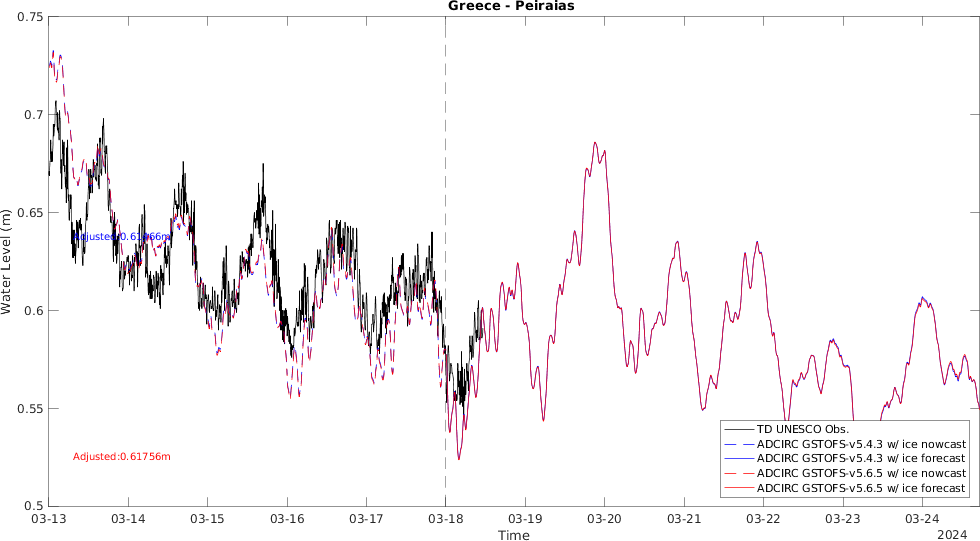 Greece - Peiraias
0.75
0.7
0.65
0.6
0.55
0.5
Water Level (m)
Adjusted:0.61756m
03-13
03-14
03-15
03-16
03-17
03-18
03-19
03-20
03-21
03-22
03-23
03-24
Time
2024
TD UNESCO Obs.
ADCIRC GSTOFS-v5.4.3 w/ ice nowcast
ADCIRC GSTOFS-v5.4.3 w/ ice forecast
ADCIRC GSTOFS-v5.6.5 w/ ice nowcast
ADCIRC GSTOFS-v5.6.5 w/ ice forecast